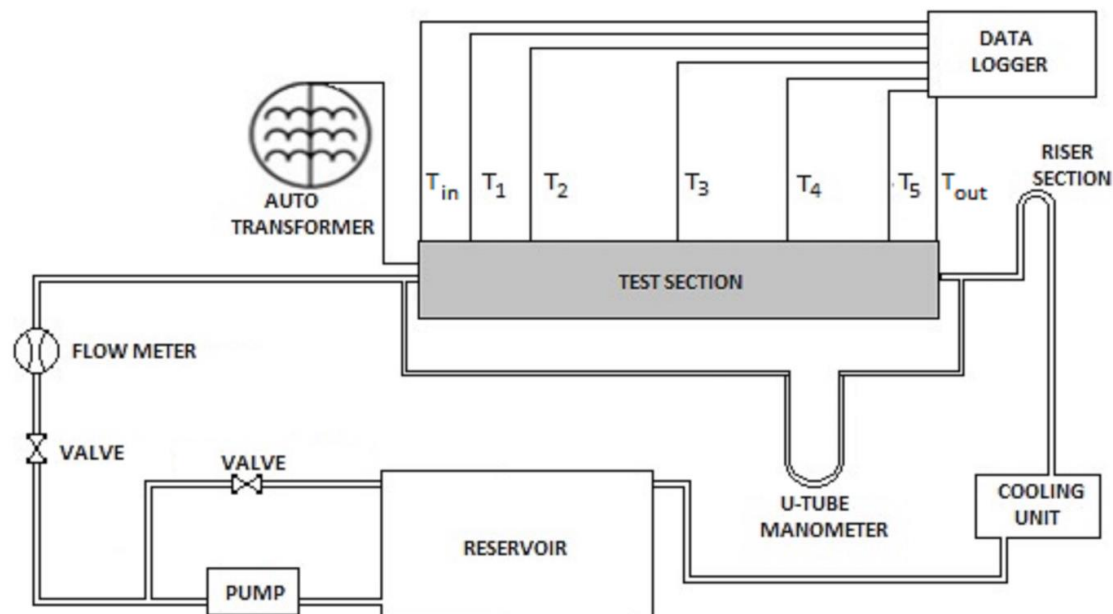 DATA
LOGGER
RISER
SECTION
AUTO
TRANSFORMER
T_in T_1 T_2 T_3 T_4 T_5 T_out
TEST SECTION
FLOW METER
VALVE
VALVE
U-TUBE
MANOMETER
COOLING
UNIT
RESERVOIR
PUMP